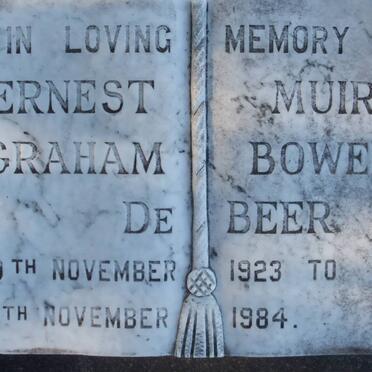 IN LOVING MEMORY
ERNEST MUIR
GRAHAM BOWE
De BEER
TH NOVEMBER 1923 TO
TH NOVEMBER 1984.